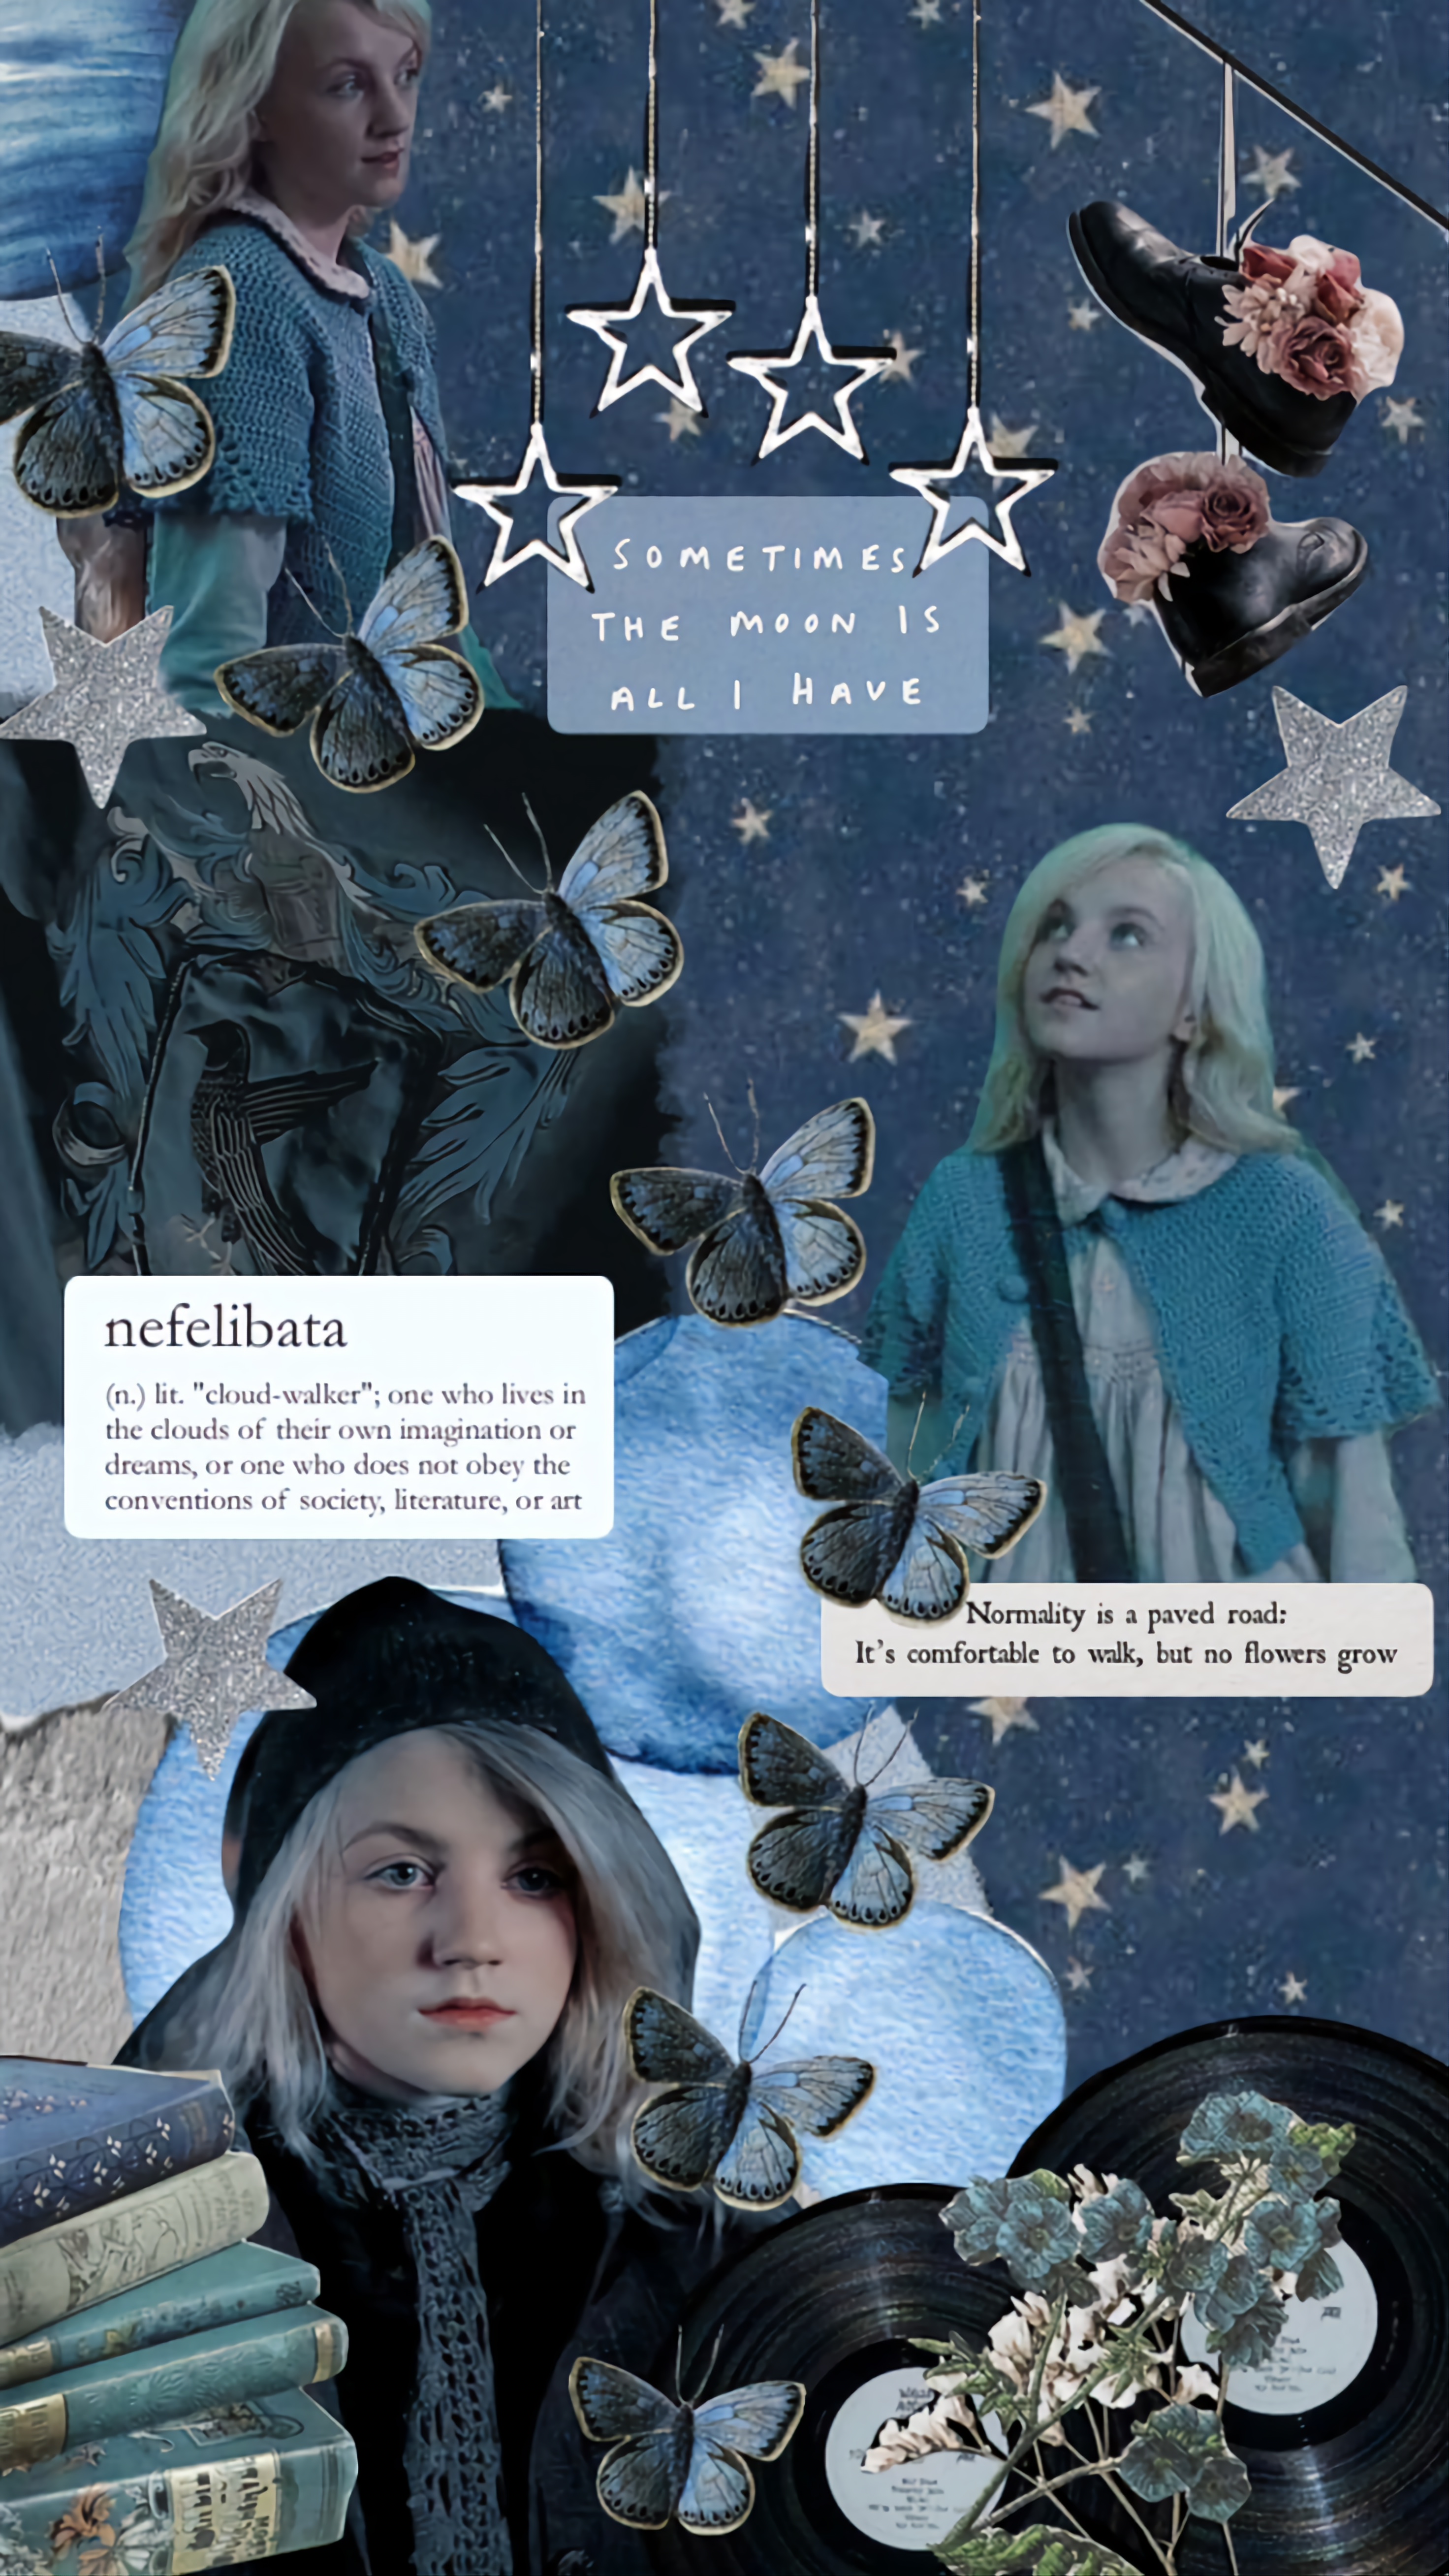 SOMETIMES
THE MOON IS
ALL I HAVE
nefelibata
(n.) lit. "cloud-walker"; one who lives in
the clouds of their own imagination or
dreams, or one who does not obey the
conventions of society, literature, or art
Normality is a paved road:
It's comfortable to walk, but no flowers grow